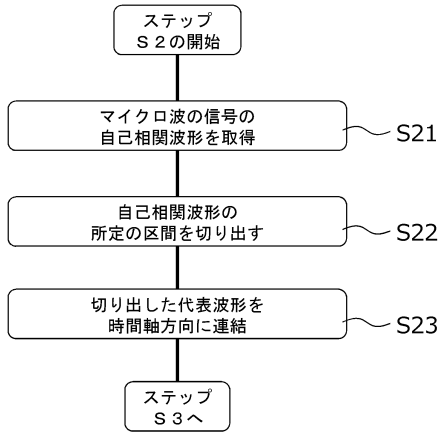 ステップ
Ｓ２の開始
マイクロ波の信号の
自己相関波形を取得
S21
自己相関波形の
所定の区間を切り出す
S22
切り出した代表波形を
時間軸方向に連結
S23
ステップ
Ｓ３へ